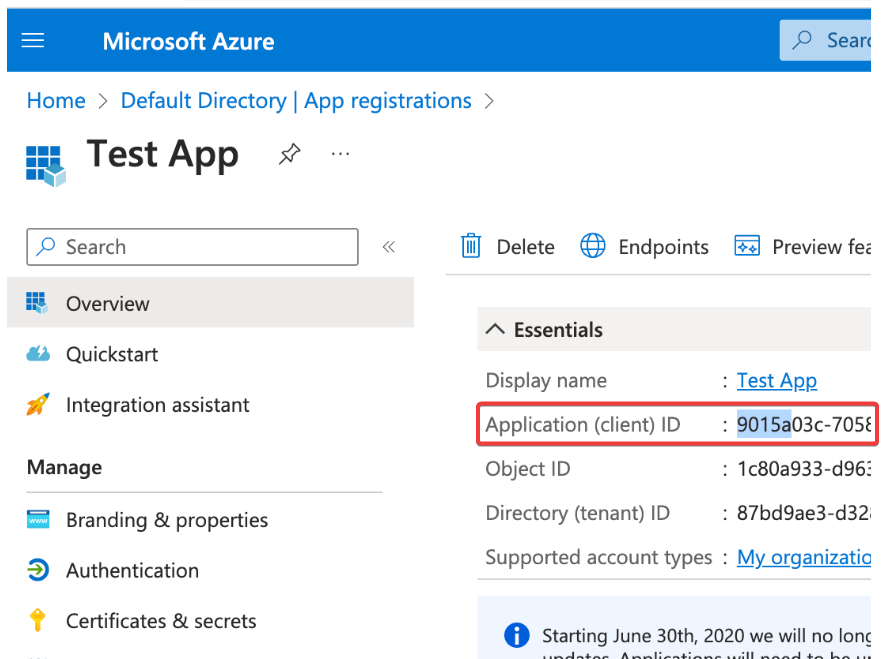 Microsoft Azure
Home > Default Directory | App registrations >
Test App
Search
Delete Endpoints Preview
Overview
Quickstart
Integration assistant
Manage
Branding & properties
Authentication
Certificates & secrets
Essentials
Display name : Test App
Application (client) ID : 9015a03c-7058
Object ID : 1c80a933-d963
Directory (tenant) ID : 87bd9ae3-d328
Supported account types : My organizatio
Starting June 30th, 2020 we will no long
updates. Applications will need to be